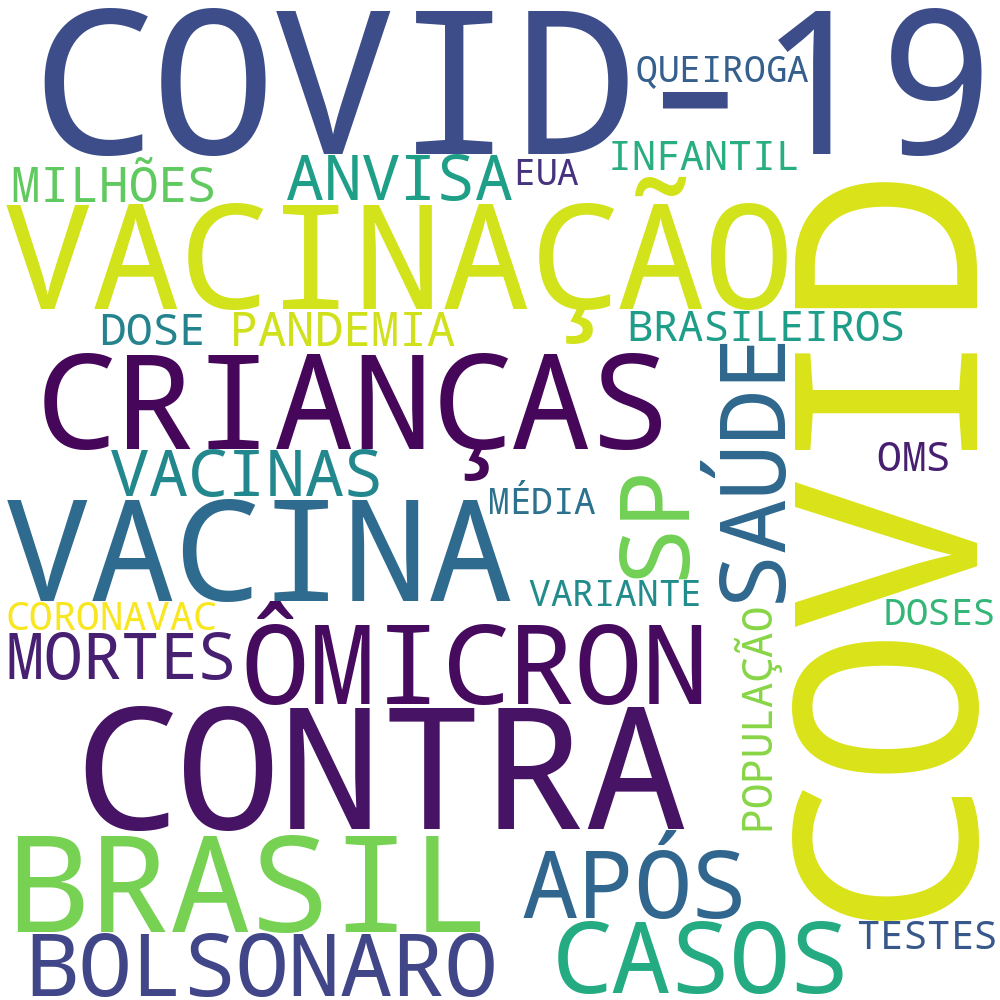 COVID-19
QUEIROGA
MILHÕES
ANVISA
EUA
INFANTIL
VACINAÇÃO
COVID
DOSE
PANDEMIA
BRASILEIROS
CRIANÇAS
SAÚDE
OMS
VACINAS
MÉDIA
SP
VACINA
VARIANTE
DOSES
CORONAVAC
MORTES
ÔMICRON
POPULAÇÃO
CONTRA
BRASIL
APÓS
CASOS
TESTES
BOLSONARO